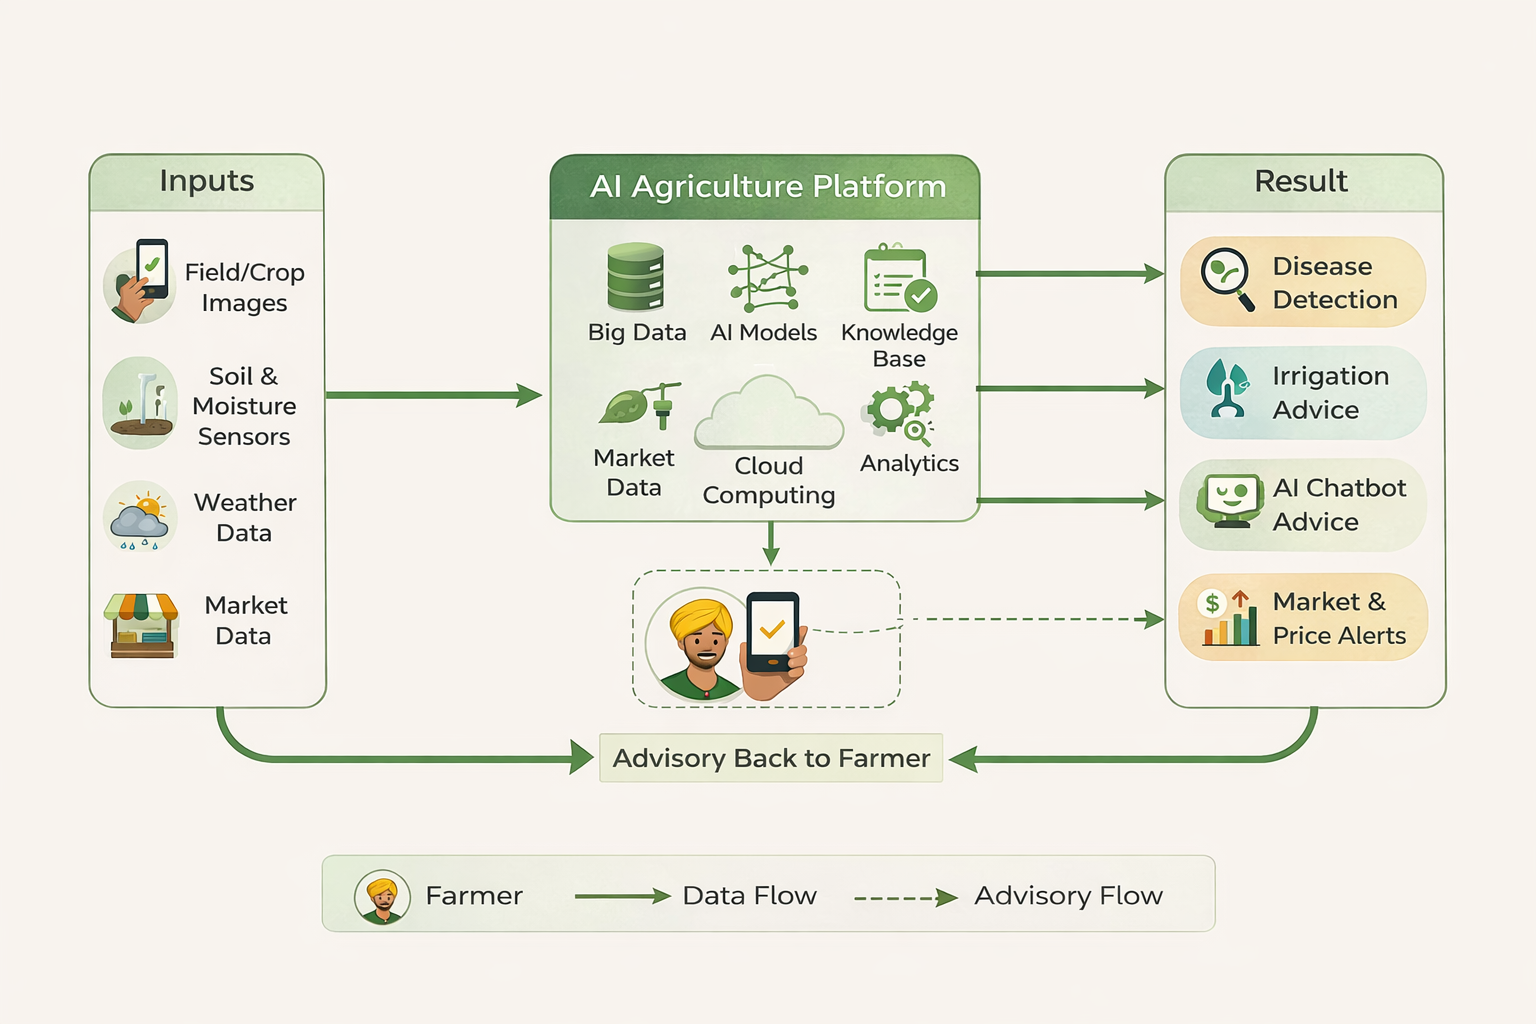 Inputs
Field/Crop
Images
Soil &
Moisture
Sensors
Weather
Data
Market
Data
AI Agriculture Platform
Big Data
AI Models
Knowledge
Base
Market
Data
Cloud
Computing
Analytics
Result
Disease
Detection
Irrigation
Advice
AI Chatbot
Advice
$
Market &
Price Alerts
Advisory Back to Farmer
Farmer
Data Flow
Advisory Flow